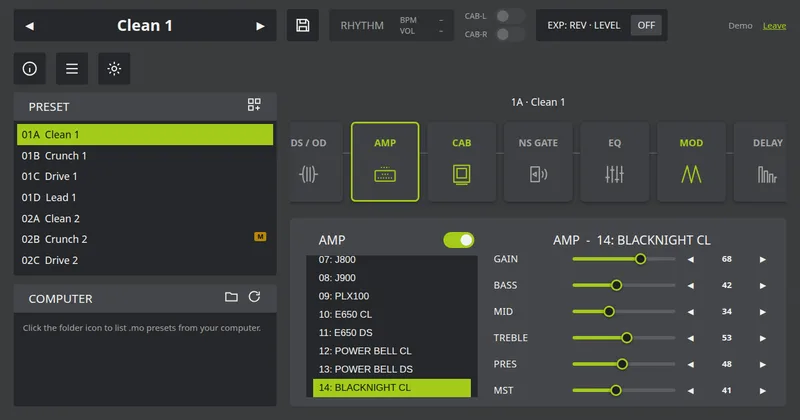 ◀ Clean 1 ▶
RHYTHM
BPM –
VOL –
CAB-L
CAB-R
EXP: REV · LEVEL OFF
Demo Leave
PRESET
01A Clean 1
01B Crunch 1
01C Drive 1
01D Lead 1
02A Clean 2
02B Crunch 2 M
02C Drive 2
COMPUTER
Click the folder icon to list .mo presets from your computer.
1A · Clean 1
DS / OD
AMP
CAB
NS GATE
EQ
MOD
DELAY
AMP
07: J800
08: J900
09: PLX100
10: E650 CL
11: E650 DS
12: POWER BELL CL
13: POWER BELL DS
14: BLACKNIGHT CL
AMP - 14: BLACKNIGHT CL
GAIN ◀ 68 ▶
BASS ◀ 42 ▶
MID ◀ 34 ▶
TREBLE ◀ 53 ▶
PRES ◀ 48 ▶
MST ◀ 41 ▶